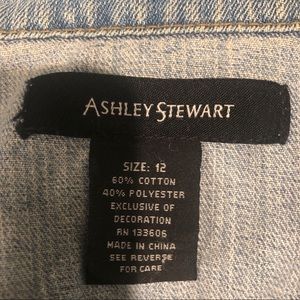 ASHLEY STEWART
SIZE: 12
60% COTTON
40% POLYESTER
EXCLUSIVE OF
DECORATION
RN 133606
MADE IN CHINA
SEE REVERSE
FOR CARE